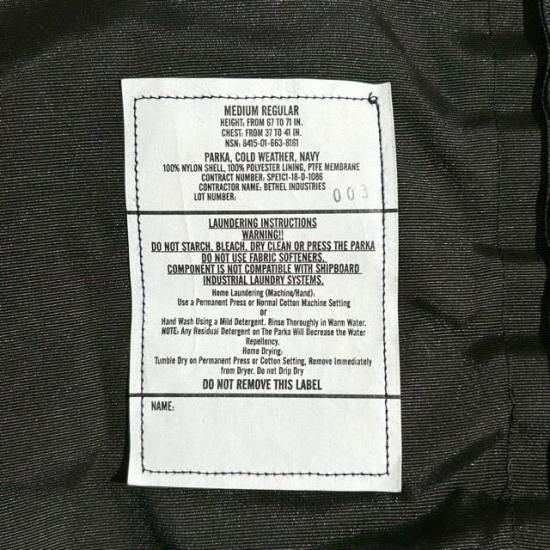 MEDIUM REGULAR
HEIGHT: FROM 67 TO 71 IN.
CHEST: FROM 37 TO 41 IN.
NSN: 8415-01-663-8161
PARKA, COLD WEATHER, NAVY
100% NYLON SHELL, 100% POLYESTER LINING, PTFE MEMBRANE
CONTRACT NUMBER: SPE1C1-18-D-1086
CONTRACTOR NAME: BETHEL INDUSTRIES
LOT NUMBER: 003
LAUNDERING INSTRUCTIONS
WARNING!!
DO NOT STARCH, BLEACH, DRY CLEAN OR PRESS THE PARKA
DO NOT USE FABRIC SOFTENERS.
COMPONENT IS NOT COMPATIBLE WITH SHIPBOARD
INDUSTRIAL LAUNDRY SYSTEMS.
Home Laundering (Machine/Hand):
Use a Permanent Press or Normal Cotton Machine Setting
or
Hand Wash Using a Mild Detergent. Rinse Thoroughly in Warm Water.
NOTE: Any Residual Detergent on The Parka Will Decrease the Water
Repellency.
Home Drying:
Tumble Dry on Permanent Press or Cotton Setting, Remove Immediately
from Dryer. Do not Drip Dry
DO NOT REMOVE THIS LABEL
NAME: